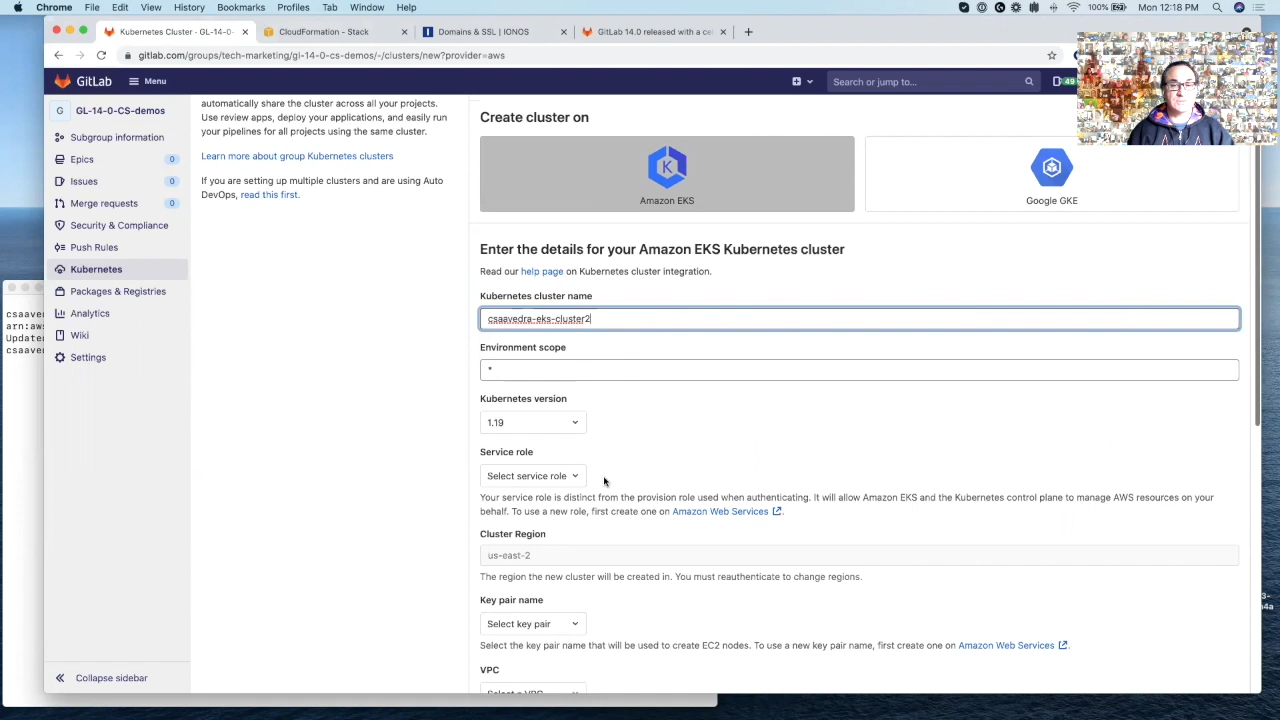 Chrome File Edit View History Bookmarks Profiles Tab Window Help
100% Mon 12:18 PM
Kubernetes Cluster - GL-14-0-
CloudFormation - Stack
Domains & SSL | IONOS
GitLab 14.0 released with a ce
gitlab.com/groups/tech-marketing/gl-14-0-cs-demos/-/clusters/new?provider=aws
GitLab
Menu
Search or jump to...
49
G GL-14-0-CS-demos
Subgroup information
Epics 0
Issues 0
Merge requests 0
Security & Compliance
Push Rules
Kubernetes
Packages & Registries
Analytics
Wiki
Settings
Collapse sidebar
csaave
arn:aws
Update
csaave
automatically share the cluster across all your projects.
Use review apps, deploy your applications, and easily run
your pipelines for all projects using the same cluster.
Learn more about group Kubernetes clusters
If you are setting up multiple clusters and are using Auto
DevOps, read this first.
Create cluster on
Amazon EKS
Google GKE
Enter the details for your Amazon EKS Kubernetes cluster
Read our help page on Kubernetes cluster integration.
Kubernetes cluster name
csaavedra-eks-cluster2
Environment scope
*
Kubernetes version
1.19
Service role
Select service role
Your service role is distinct from the provision role used when authenticating. It will allow Amazon EKS and the Kubernetes control plane to manage AWS resources on your
behalf. To use a new role, first create one on Amazon Web Services .
Cluster Region
us-east-2
The region the new cluster will be created in. You must reauthenticate to change regions.
Key pair name
Select key pair
Select the key pair name that will be used to create EC2 nodes. To use a new key pair name, first create one on Amazon Web Services .
VPC
Select a VPC